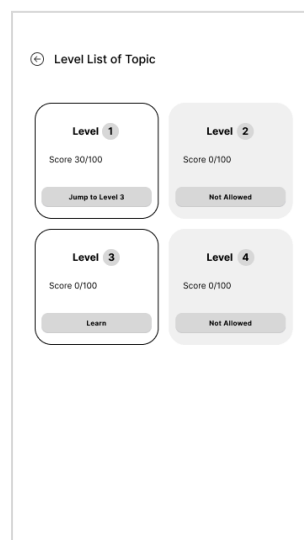 Level List of Topic
Level 1
Score 30/100
Jump to Level 3
Level 2
Score 0/100
Not Allowed
Level 3
Score 0/100
Learn
Level 4
Score 0/100
Not Allowed